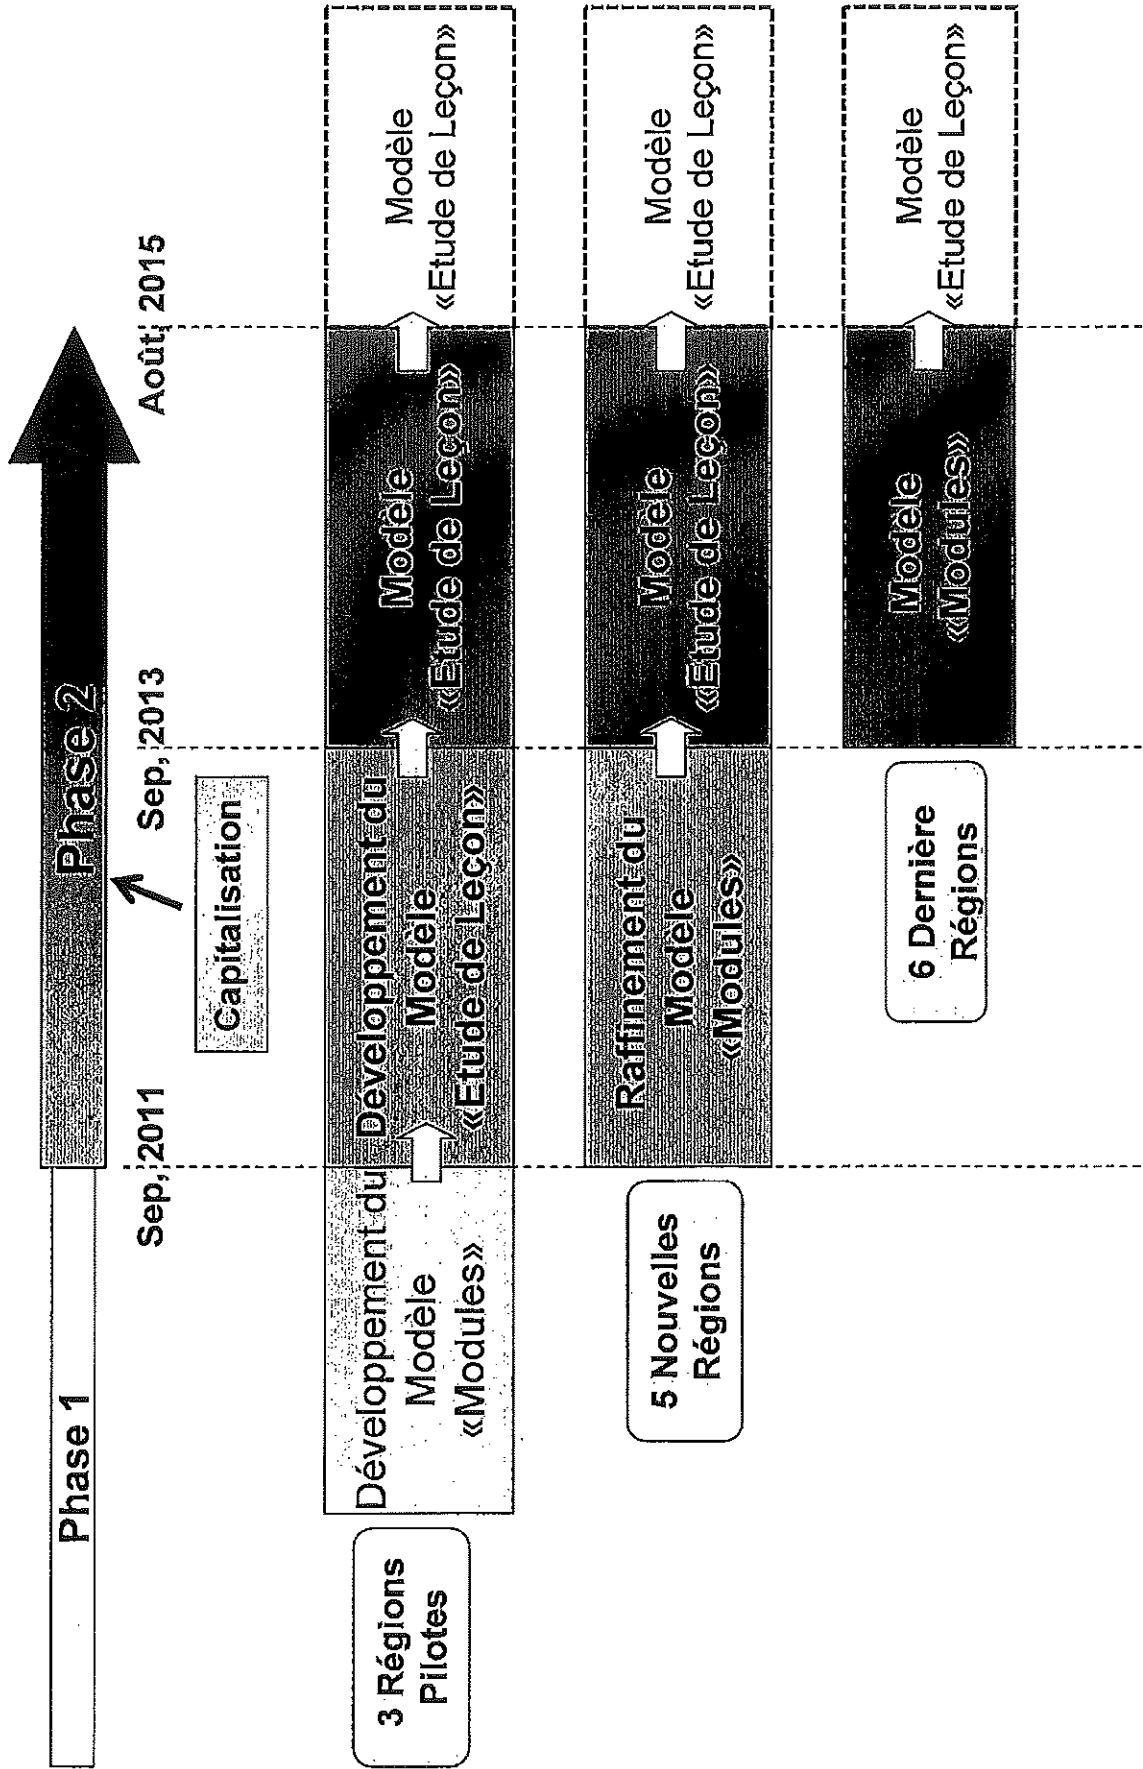 Phase 1
Phase 2
Sep, 2011
Sep, 2013
Août, 2015
Capitalisation
3 Régions
Pilotes
Développement du
Modèle
«Modules»
Développement du
Modèle
«Etude de Leçon»
Modèle
«Etude de Leçon»
Modèle
«Etude de Leçon»
5 Nouvelles
Régions
Raffinement du
Modèle
«Modules»
Modèle
«Etude de Leçon»
Modèle
«Etude de Leçon»
6 Dernière
Régions
Modèle
«Modules»
Modèle
«Etude de Leçon»